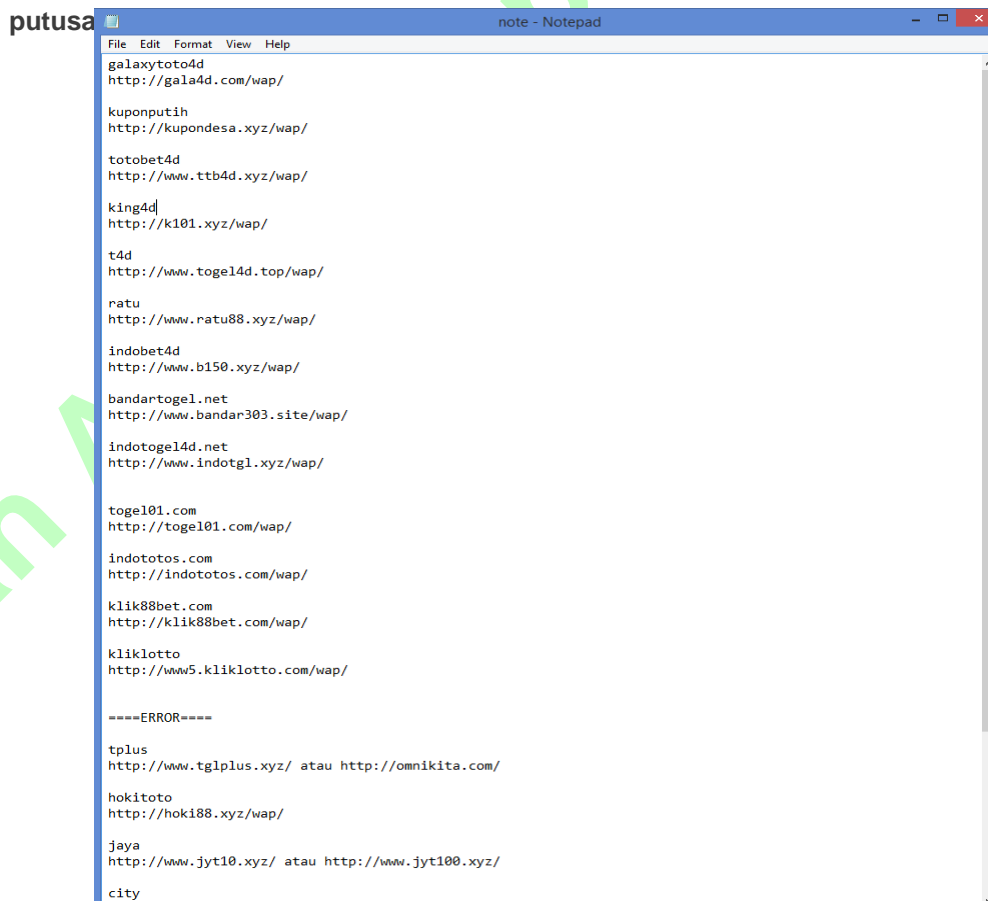 putusa
note - Notepad
File Edit Format View Help
galaxytoto4d
http://gala4d.com/wap/
kuponputih
http://kupondesa.xyz/wap/
totobet4d
http://www.ttb4d.xyz/wap/
king4d
http://k101.xyz/wap/
t4d
http://www.togel4d.top/wap/
ratu
http://www.ratu88.xyz/wap/
indobet4d
http://www.b150.xyz/wap/
bandartogel.net
http://www.bandar303.site/wap/
indotogel4d.net
http://www.indotgl.xyz/wap/
togel01.com
http://togel01.com/wap/
indototos.com
http://indototos.com/wap/
klik88bet.com
http://klik88bet.com/wap/
kliklotto
http://www5.kliklotto.com/wap/
====ERROR====
tplus
http://www.tglplus.xyz/ atau http://omnikita.com/
hokitoto
http://hoki88.xyz/wap/
jaya
http://www.jyt10.xyz/ atau http://www.jyt100.xyz/
city